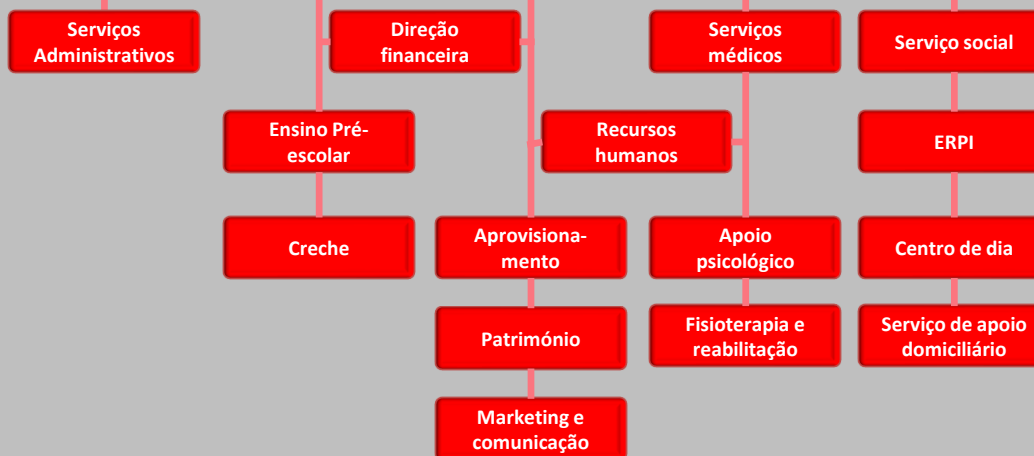 Serviços
Administrativos
Direção
financeira
Serviços
médicos
Serviço social
Ensino Pré-
escolar
Recursos
humanos
ERPI
Creche
Aprovisiona-
mento
Apoio
psicológico
Centro de dia
Património
Fisioterapia e
reabilitação
Serviço de apoio
domiciliário
Marketing e
comunicação